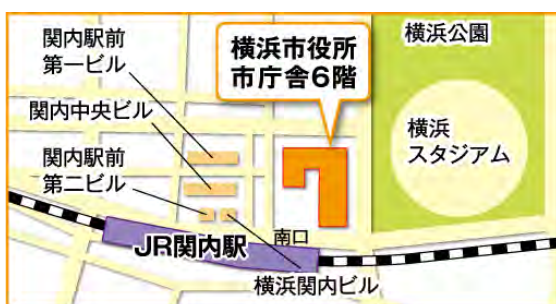 関内駅前
第一ビル
関内中央ビル
関内駅前
第二ビル
横浜市役所
市庁舎6階
横浜公園
横浜
スタジアム
JR関内駅
南口
横浜関内ビル